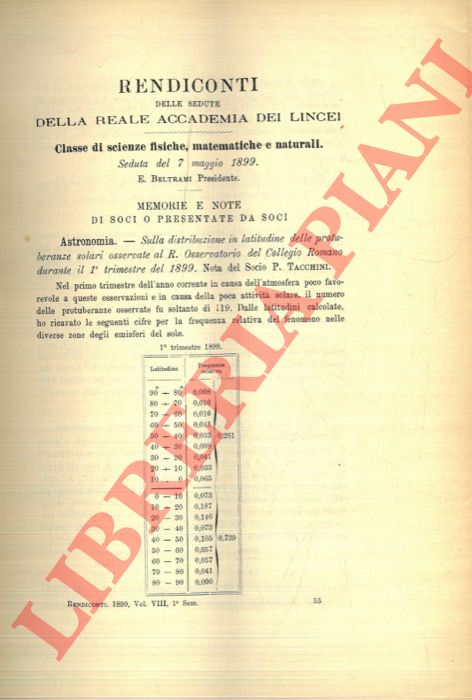 RENDICONTI
DELLE SEDUTE
DELLA REALE ACCADEMIA DEI LINCEI
Classe di scienze fisiche, matematiche e naturali.
Seduta del 7 maggio 1899.
E. BELTRAMI Presidente.
MEMORIE E NOTE
DI SOCI O PRESENTATE DA SOCI
Astronomia. — Sulla distribuzione in latitudine delle protu-
beranze solari osservate al R. Osservatorio del Collegio Romano
durante il 1° trimestre del 1899. Nota del Socio P. TACCHINI.
Nel primo trimestre dell'anno corrente in causa dell'atmosfera poco favo-
revole a queste osservazioni e in causa della poca attività solare, il numero
delle protuberanze osservate fu soltanto di 119. Dalle latitudini calcolate,
ho ricavato le seguenti cifre per la frequenza relativa del fenomeno nelle
diverse zone degli emisferi del sole.
1° trimestre 1899.
Latitudine Frequenza relativa
90° + 80° 0,008
80 + 70 0,016
70 + 60 0,016
60 + 50 0,041
50 + 40 0,033 0,261
40 + 30 0,008
30 + 20 0,041
20 + 10 0,033
10 . 0 0,065
0 — 10 0,073
10 — 20 0,187
20 — 30 0,146
30 — 40 0,073
40 — 50 0,105 0,739
50 — 60 0,057
60 — 70 0,057
70 — 80 0,041
80 — 90 0,000
RENDICONTI. 1899, Vol. VIII, 1° Sem. 55
LIBRERIA PIANI